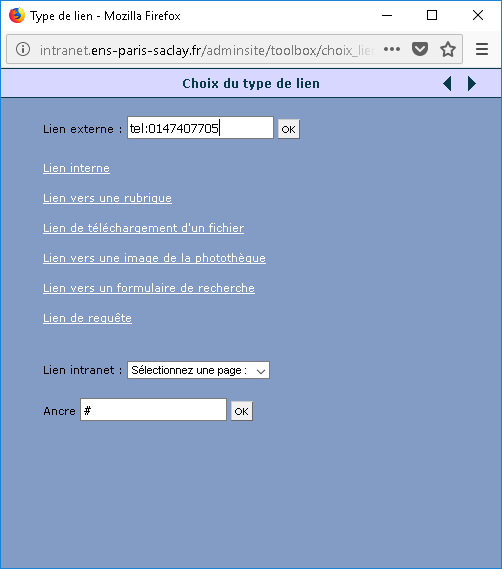 Type de lien - Mozilla Firefox
intranet.ens-paris-saclay.fr/adminsite/toolbox/choix_lien
Choix du type de lien
Lien externe : tel:0147407705 OK
Lien interne
Lien vers une rubrique
Lien de téléchargement d'un fichier
Lien vers une image de la photothèque
Lien vers un formulaire de recherche
Lien de requête
Lien intranet : Sélectionnez une page :
Ancre # OK